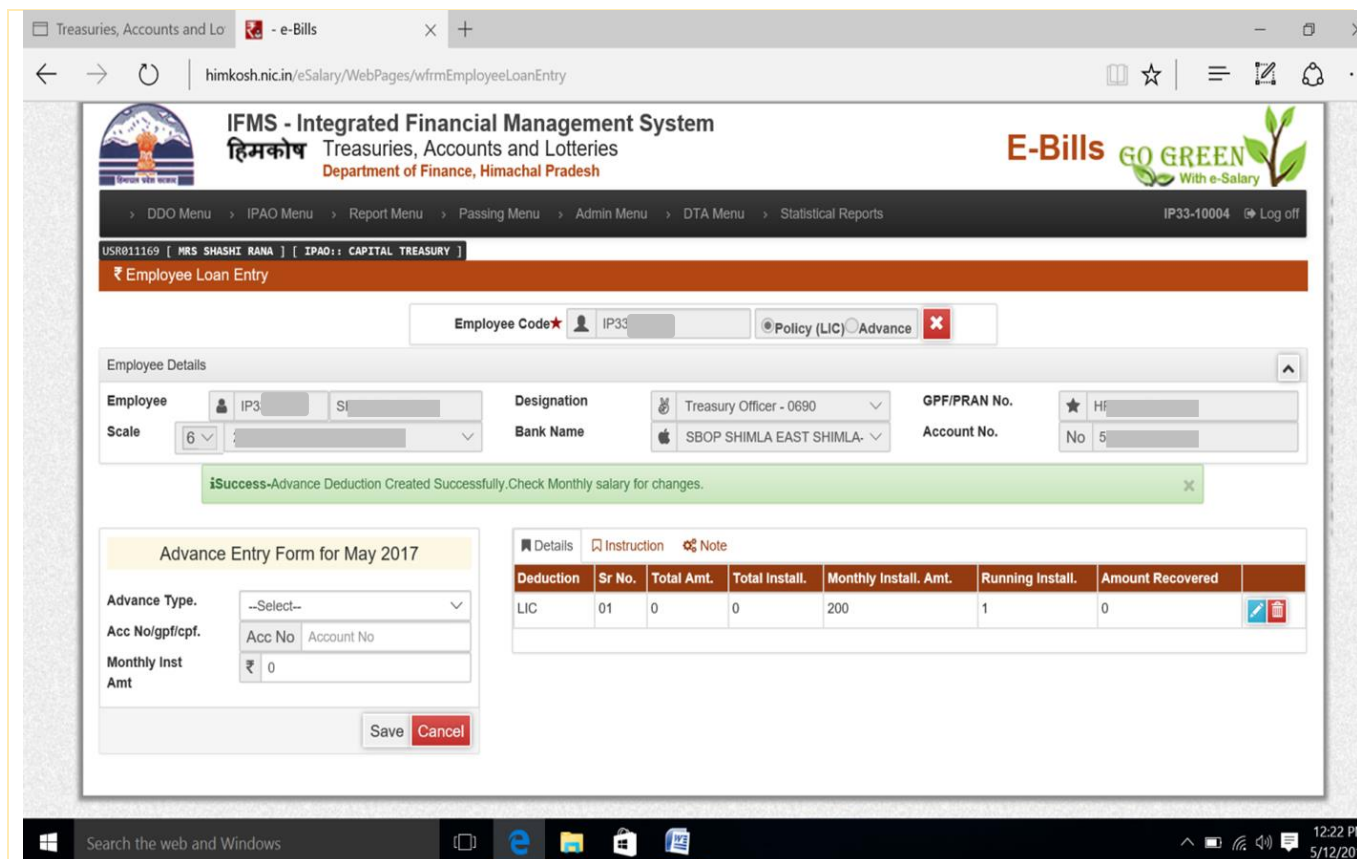 Treasuries, Accounts and Lo
- e-Bills
himkosh.nic.in/eSalary/WebPages/wfrmEmployeeLoanEntry
IFMS - Integrated Financial Management System
हिमकोष Treasuries, Accounts and Lotteries
Department of Finance, Himachal Pradesh
E-Bills GO GREEN
With e-Salary
DDO Menu IPAO Menu Report Menu Passing Menu Admin Menu DTA Menu Statistical Reports IP33-10004 Log off
USR011169 [ MRS SHASHI RANA ] [ IPAO:: CAPITAL TREASURY ]
₹ Employee Loan Entry
Employee Code★ IP33 Policy (LIC) Advance
Employee Details
Employee IP3 Designation Treasury Officer - 0690 GPF/PRAN No.
Scale 6 Bank Name SBOP SHIMLA EAST SHIMLA- Account No. No 5
iSuccess-Advance Deduction Created Successfully.Check Monthly salary for changes.
Advance Entry Form for May 2017
Advance Type. --Select--
Acc No/gpf/cpf. Acc No Account No
Monthly Inst Amt ₹ 0
Save Cancel
Details Instruction Note
Deduction Sr No. Total Amt. Total Install. Monthly Install. Amt. Running Install. Amount Recovered
LIC 01 0 0 200 1 0
Search the web and Windows
12:22 P
5/12/20